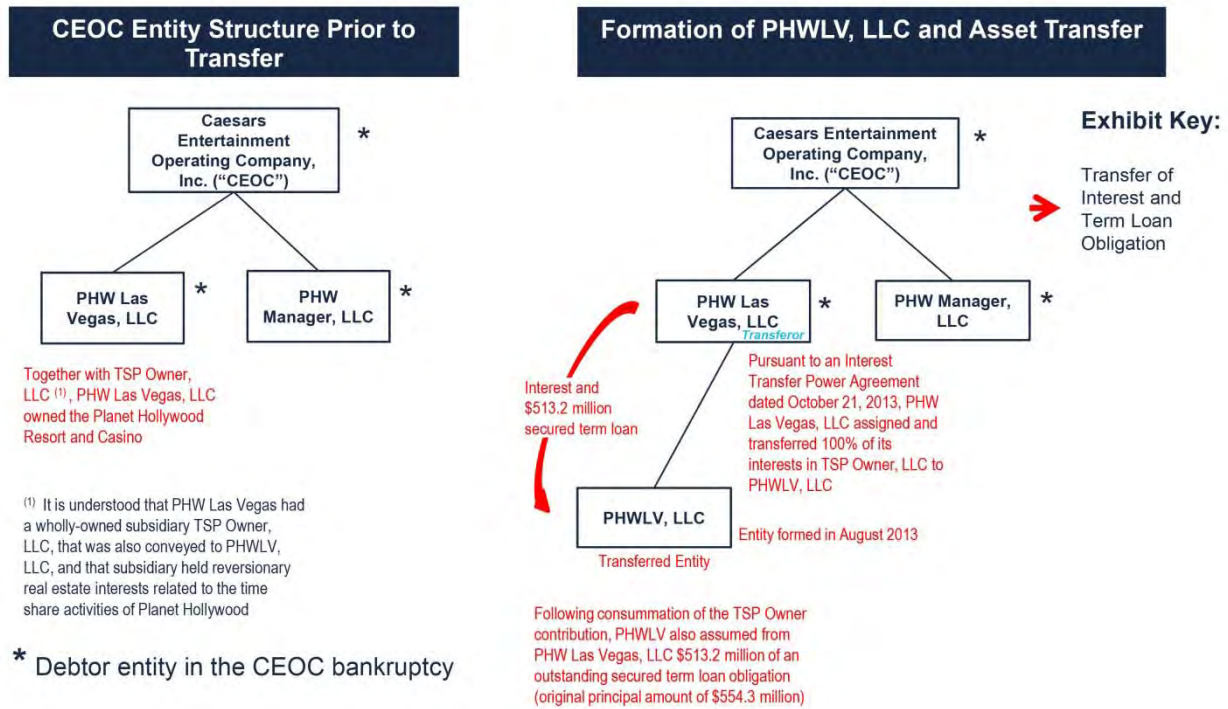 CEOC Entity Structure Prior to
Transfer
Caesars
Entertainment
Operating Company,
Inc. (“CEOC”)
*
PHW Las
Vegas, LLC
*
PHW
Manager, LLC
*
Together with TSP Owner,
LLC (1), PHW Las Vegas, LLC
owned the Planet Hollywood
Resort and Casino
(1) It is understood that PHW Las Vegas had
a wholly-owned subsidiary TSP Owner,
LLC, that was also conveyed to PHWLV,
LLC, and that subsidiary held reversionary
real estate interests related to the time
share activities of Planet Hollywood
* Debtor entity in the CEOC bankruptcy
Formation of PHWLV, LLC and Asset Transfer
Caesars Entertainment
Operating Company,
Inc. (“CEOC”)
*
PHW Las
Vegas, LLC
Transferor
*
PHW Manager,
LLC
*
Interest and
$513.2 million
secured term loan
Pursuant to an Interest
Transfer Power Agreement
dated October 21, 2013, PHW
Las Vegas, LLC assigned and
transferred 100% of its
interests in TSP Owner, LLC to
PHWLV, LLC
PHWLV, LLC
Entity formed in August 2013
Transferred Entity
Following consummation of the TSP Owner
contribution, PHWLV also assumed from
PHW Las Vegas, LLC $513.2 million of an
outstanding secured term loan obligation
(original principal amount of $554.3 million)
Exhibit Key:
Transfer of
Interest and
Term Loan
Obligation